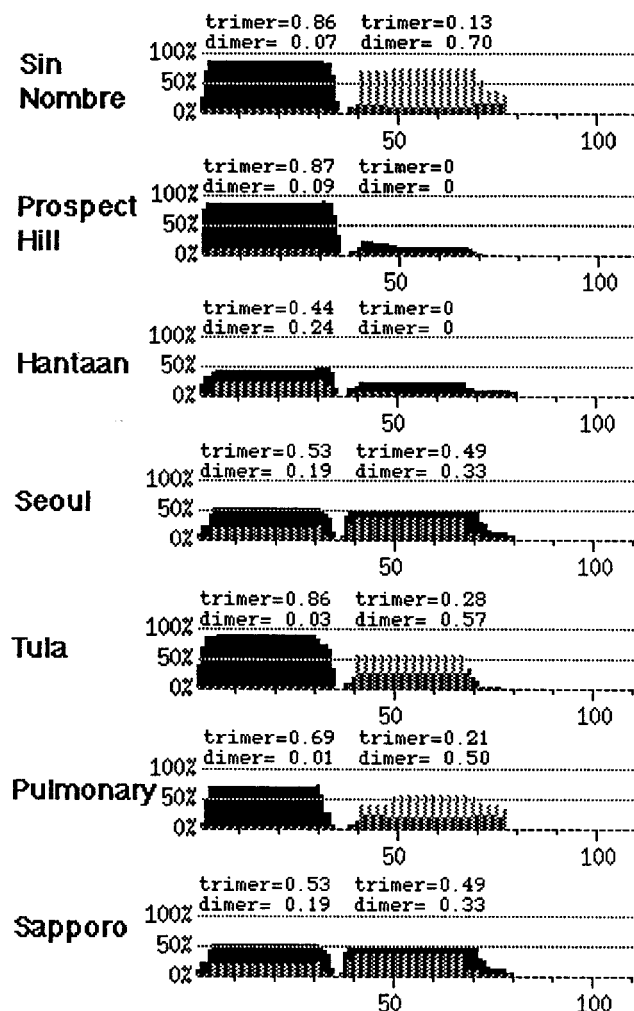 trimer=0.86 trimer=0.13
dimer= 0.07 dimer= 0.70
Sin
Nombre
100%
50%
0%
50 100
trimer=0.87 trimer=0
dimer= 0.09 dimer= 0
Prospect
Hill
100%
50%
0%
50 100
trimer=0.44 trimer=0
dimer= 0.24 dimer= 0
Hantaan
100%
50%
0%
50 100
trimer=0.53 trimer=0.49
dimer= 0.19 dimer= 0.33
Seoul
100%
50%
0%
50 100
trimer=0.86 trimer=0.28
dimer= 0.03 dimer= 0.57
Tula
100%
50%
0%
50 100
trimer=0.69 trimer=0.21
dimer= 0.01 dimer= 0.50
Pulmonary
100%
50%
0%
50 100
trimer=0.53 trimer=0.49
dimer= 0.19 dimer= 0.33
Sapporo
100%
50%
0%
50 100